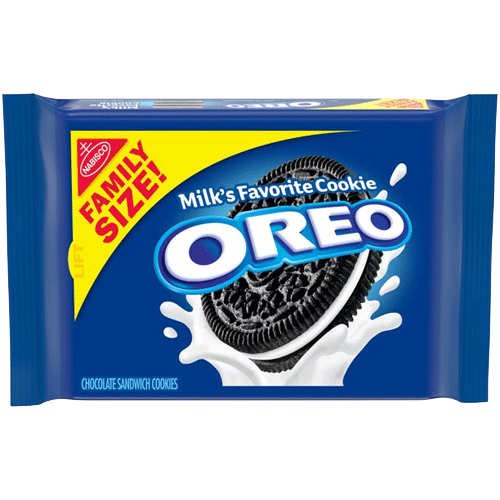 NABISCO
FAMILY
SIZE!
LIFT
Milk's Favorite Cookie
OREO
CHOCOLATE SANDWICH COOKIES